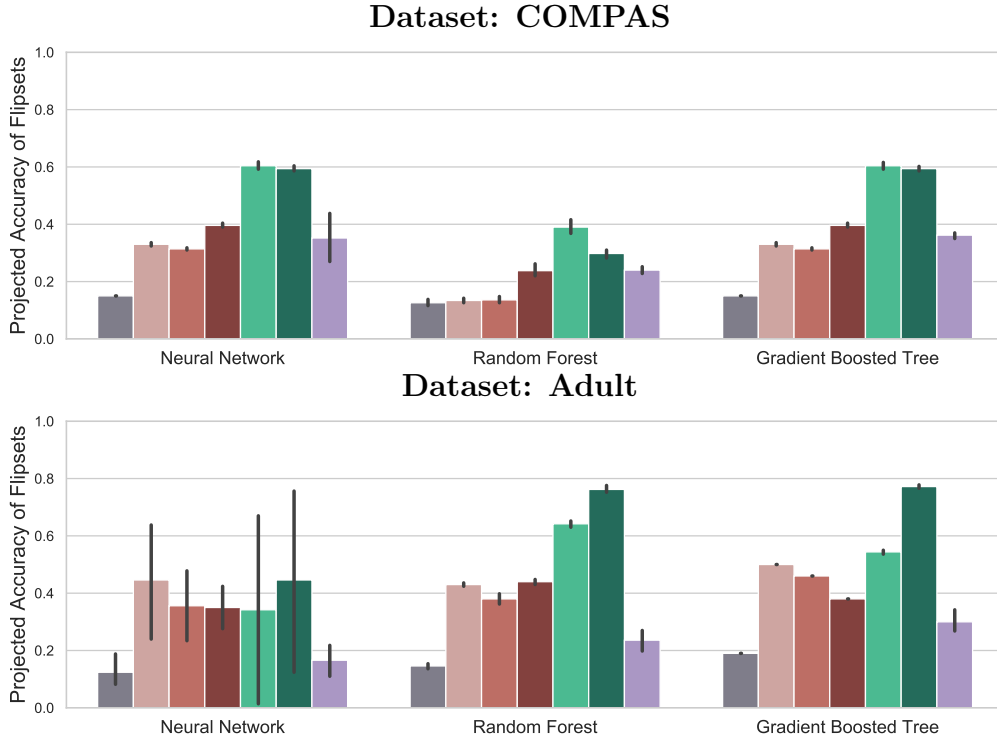 Dataset: COMPAS
Projected Accuracy of Flipsets
1.0
0.8
0.6
0.4
0.2
0.0
Neural Network
Random Forest
Gradient Boosted Tree
Dataset: Adult
Projected Accuracy of Flipsets
1.0
0.8
0.6
0.4
0.2
0.0
Neural Network
Random Forest
Gradient Boosted Tree